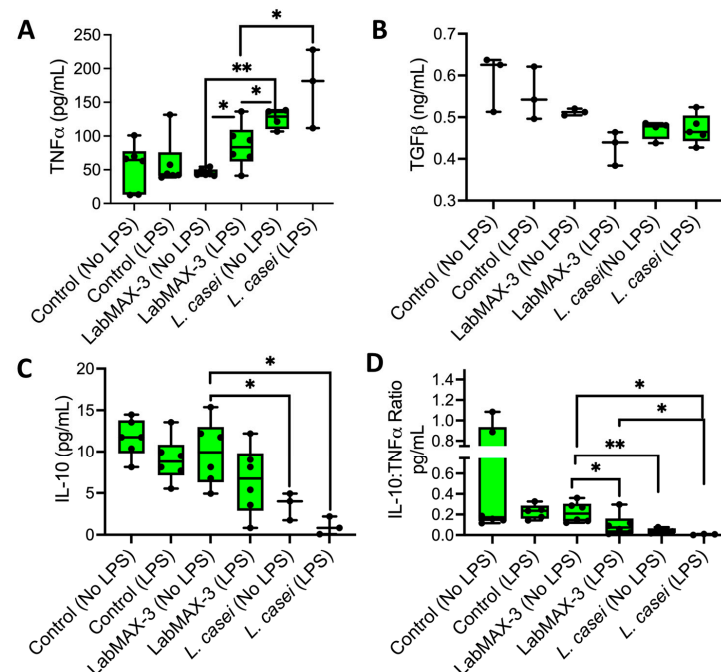 A
TNFα (pg/mL)
250
200
150
100
50
0
*
**
*
*
Control (No LPS)
Control (LPS)
LabMAX-3 (No LPS)
LabMAX-3 (LPS)
L. casei (No LPS)
L. casei (LPS)
B
TGFβ (ng/mL)
0.7
0.6
0.5
0.4
0.3
Control (No LPS)
Control (LPS)
LabMAX-3 (No LPS)
LabMAX-3 (LPS)
L. casei(No LPS)
L. casei (LPS)
C
IL-10 (pg/mL)
20
15
10
5
0
*
*
Control (No LPS)
Control (LPS)
LabMAX-3 (No LPS)
LabMAX-3 (LPS)
L. casei (No LPS)
L. casei (LPS)
D
IL-10:TNFα Ratio
pg/mL
1.4
1.2
1.0
0.8
0.4
0.2
0.0
*
*
**
*
Control (No LPS)
Control (LPS)
LabMAX-3 (No LPS)
LabMAX-3 (LPS)
L. casei (No LPS)
L. casei (LPS)